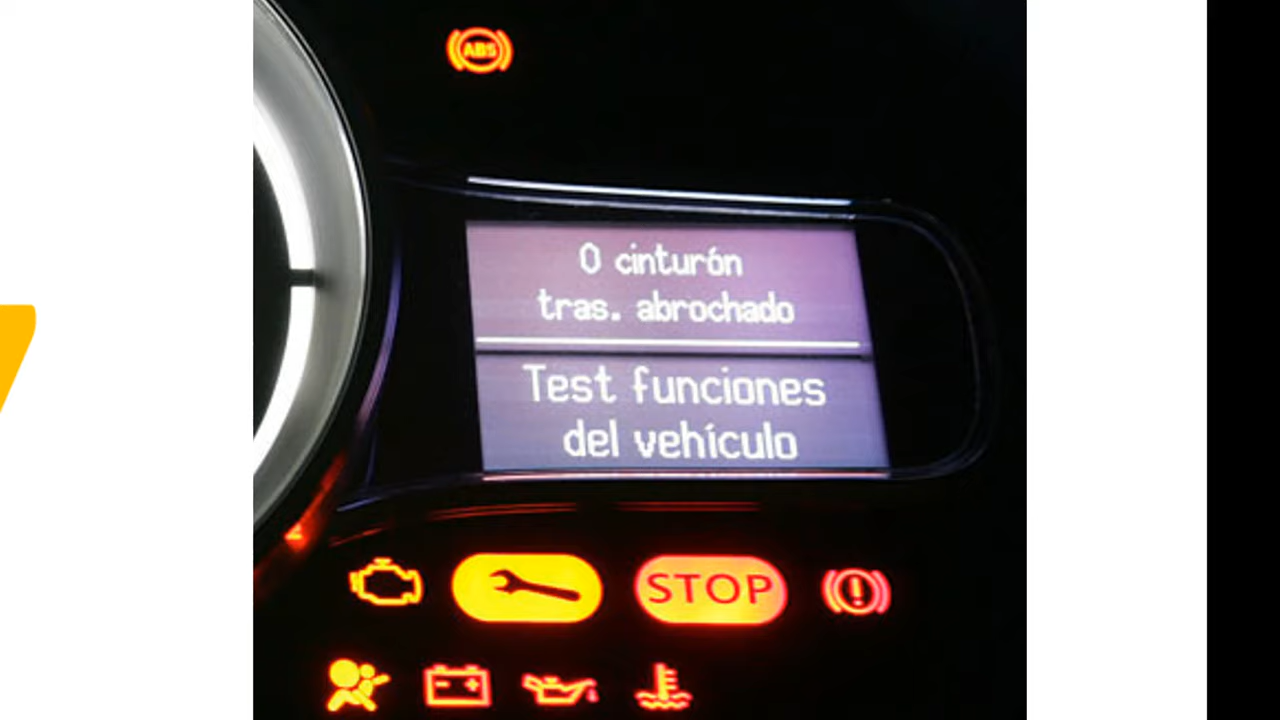 ABS
0 cinturón
tras. abrochado
Test funciones
del vehículo
STOP